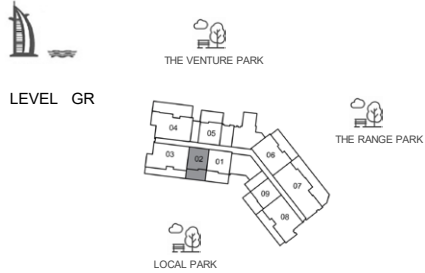 THE VENTURE PARK
LEVEL GR
THE RANGE PARK
04
05
03
02
01
06
07
09
08
LOCAL PARK